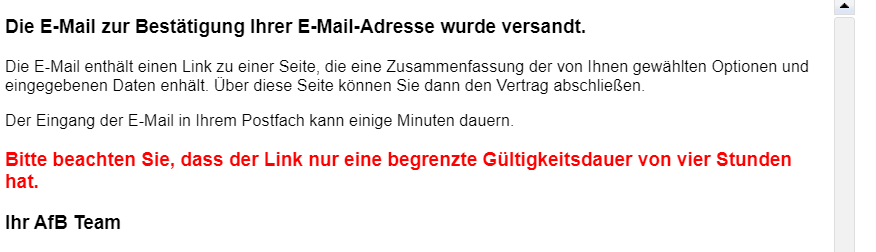 Die E-Mail zur Bestätigung Ihrer E-Mail-Adresse wurde versandt.
Die E-Mail enthält einen Link zu einer Seite, die eine Zusammenfassung der von Ihnen gewählten Optionen und
eingegebenen Daten enhält. Über diese Seite können Sie dann den Vertrag abschließen.
Der Eingang der E-Mail in Ihrem Postfach kann einige Minuten dauern.
Bitte beachten Sie, dass der Link nur eine begrenzte Gültigkeitsdauer von vier Stunden
hat.
Ihr AfB Team